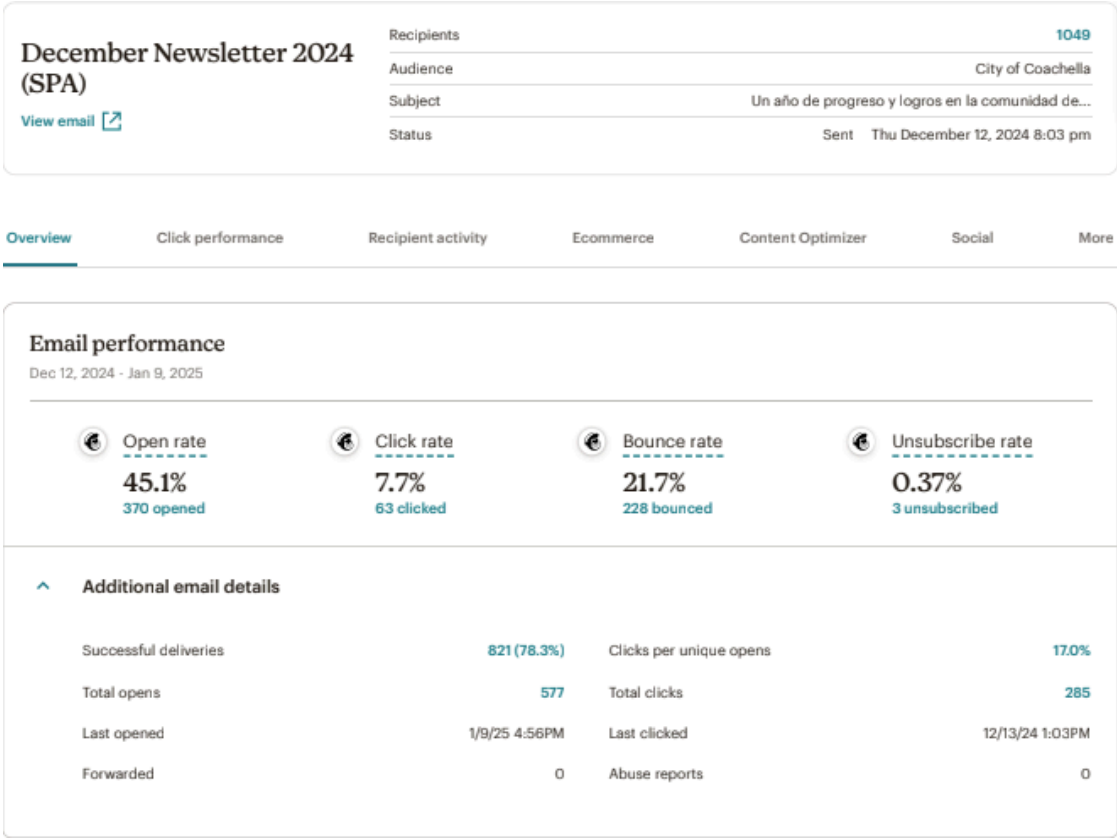 December Newsletter 2024
(SPA)
View email
Recipients 1049
Audience City of Coachella
Subject Un año de progreso y logros en la comunidad de...
Status Sent Thu December 12, 2024 8:03 pm
Overview Click performance Recipient activity Ecommerce Content Optimizer Social More
Email performance
Dec 12, 2024 - Jan 9, 2025
Open rate Click rate Bounce rate Unsubscribe rate
45.1% 7.7% 21.7% 0.37%
370 opened 63 clicked 228 bounced 3 unsubscribed
Additional email details
Successful deliveries 821 (78.3%) Clicks per unique opens 17.0%
Total opens 577 Total clicks 285
Last opened 1/9/25 4:56PM Last clicked 12/13/24 1:03PM
Forwarded 0 Abuse reports 0